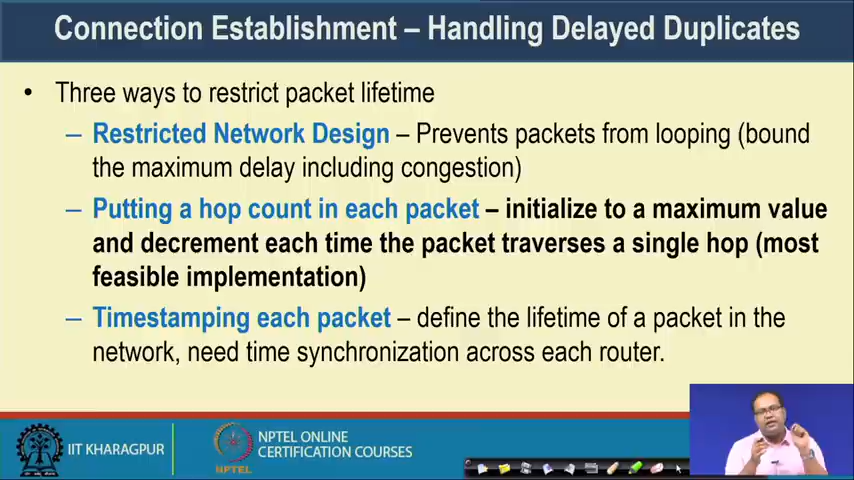 Connection Establishment – Handling Delayed Duplicates
• Three ways to restrict packet lifetime
– Restricted Network Design – Prevents packets from looping (bound
the maximum delay including congestion)
– Putting a hop count in each packet – initialize to a maximum value
and decrement each time the packet traverses a single hop (most
feasible implementation)
– Timestamping each packet – define the lifetime of a packet in the
network, need time synchronization across each router.
IIT KHARAGPUR
NPTEL
NPTEL ONLINE
CERTIFICATION COURSES